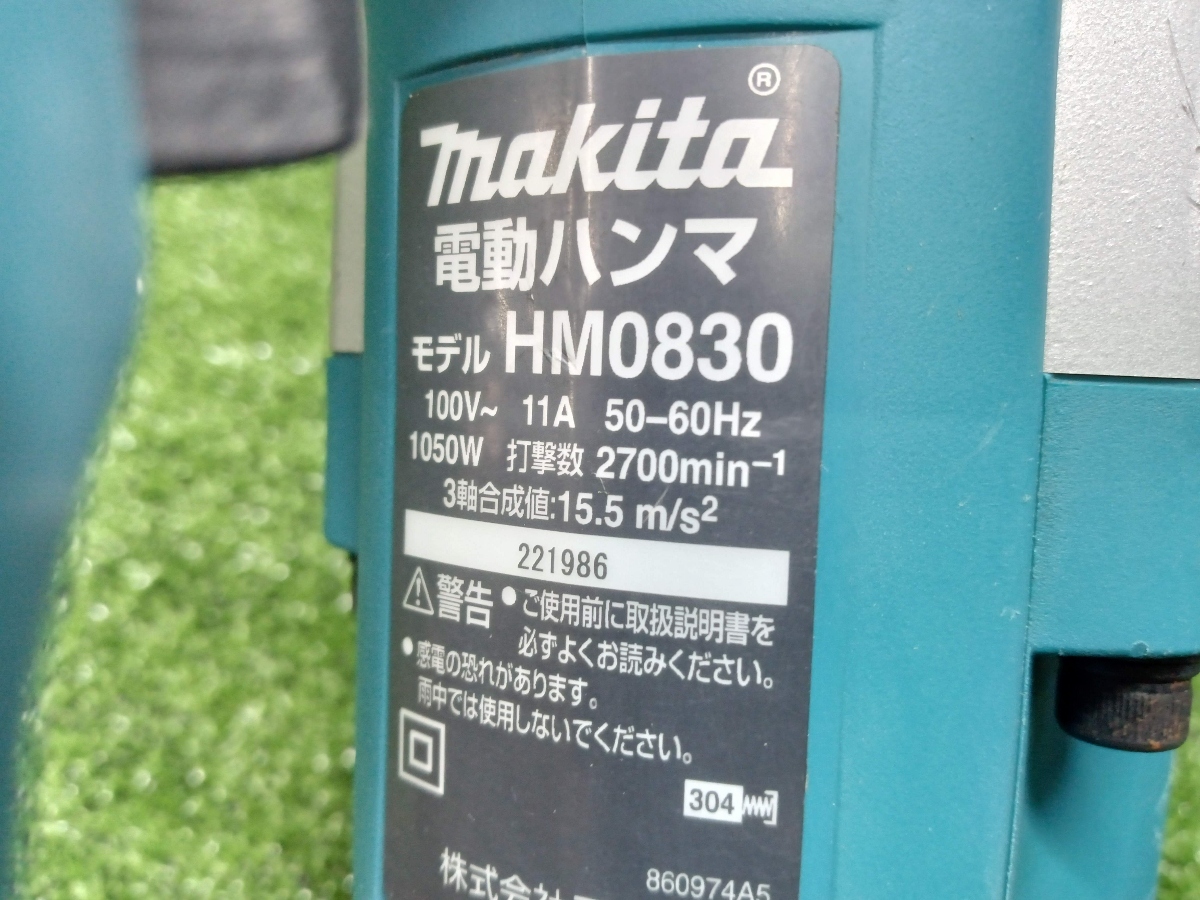 makita®
電動ハンマ
モデル HM0830
100V~ 11A 50-60Hz
1050W 打撃数 2700min⁻¹
3軸合成値:15.5 m/s²
221986
警告 ●ご使用前に取扱説明書を
必ずよくお読みください。
●感電の恐れがあります。
雨中では使用しないでください。
304
株式会社
860974A5